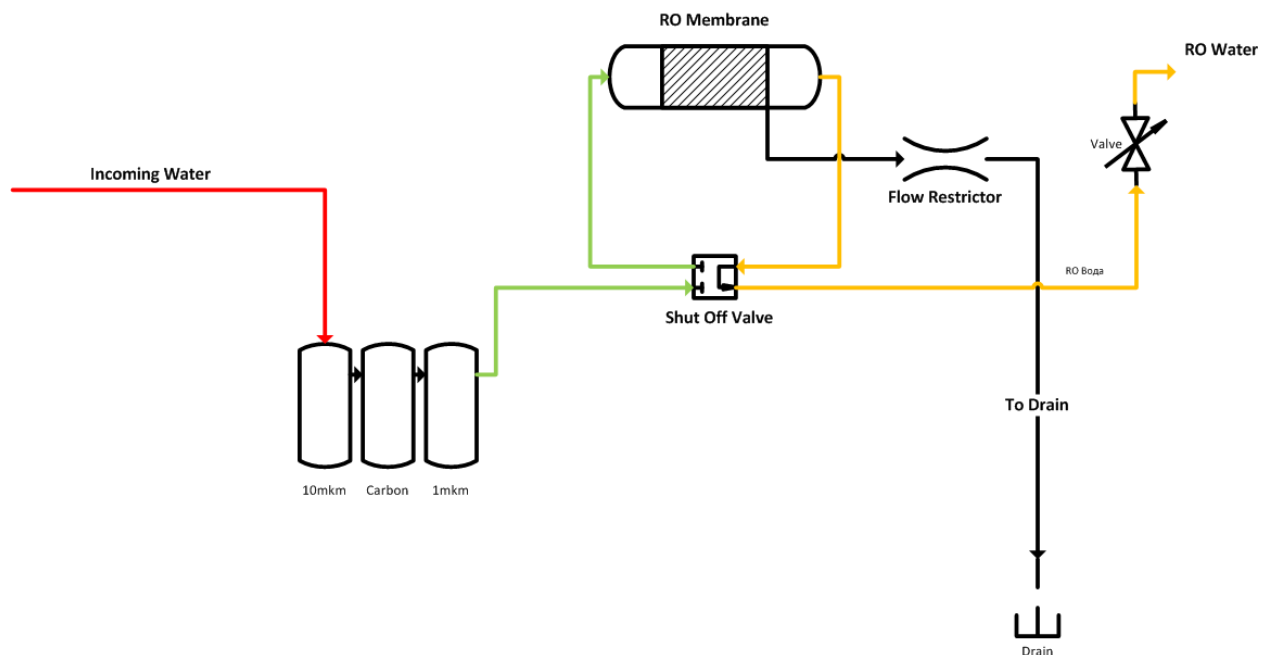 RO Membrane
RO Water
Valve
Incoming Water
Flow Restrictor
RO Вода
Shut Off Valve
To Drain
10mkm
Carbon
1mkm
Drain